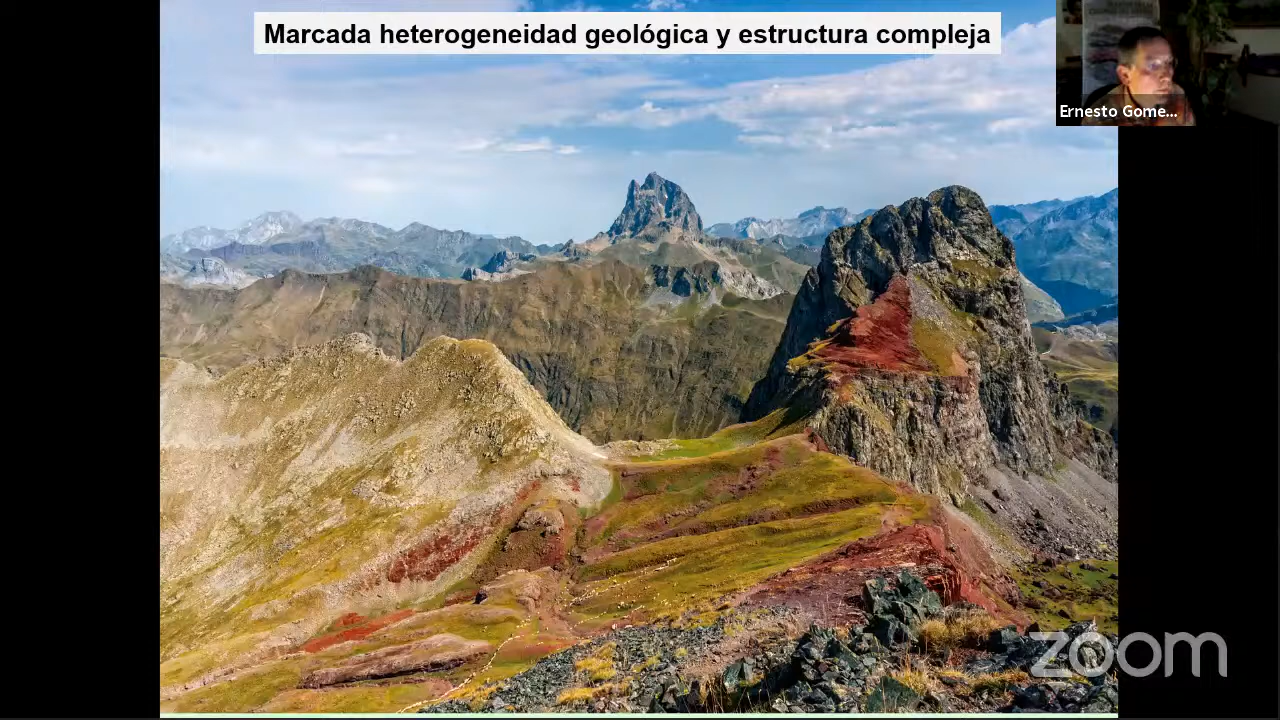 Marcada heterogeneidad geológica y estructura compleja
Ernesto Gome...
zoom